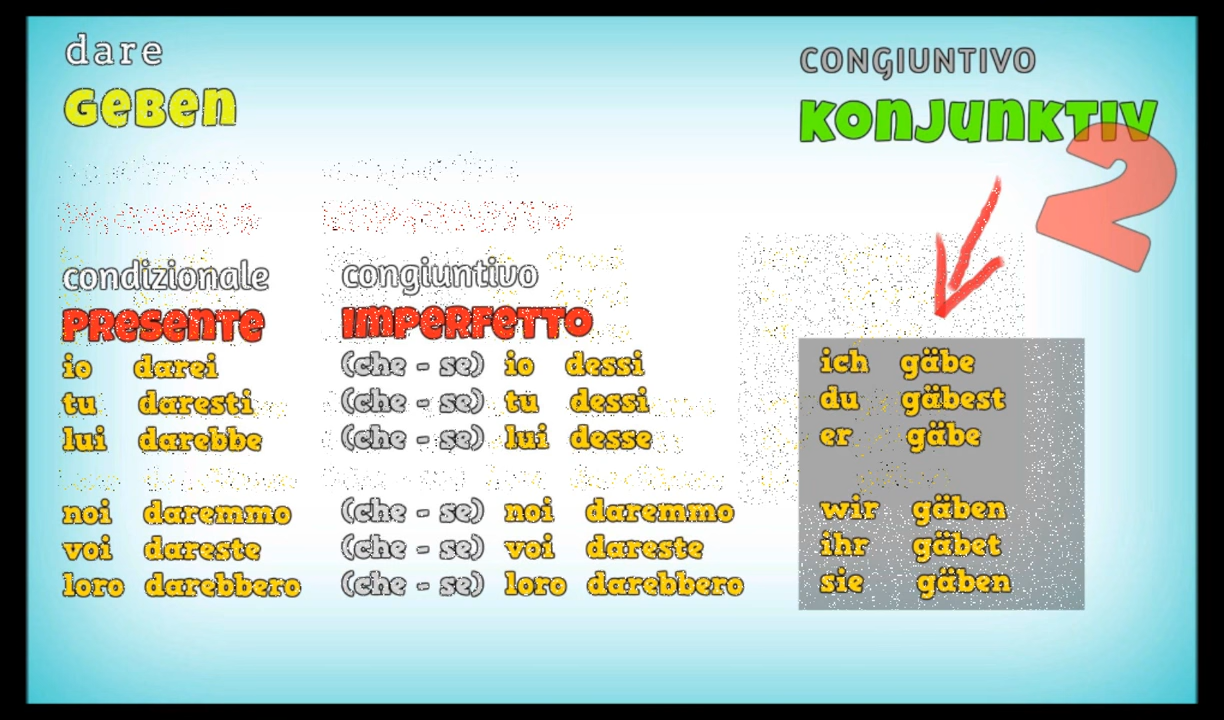 dare
GEBEN
CONGIUNTIVO
KONJUNKTIV
2
condizionale
PRESENTE
congiuntivo
IMPERFETTO
io darei (che - se) io dessi ich gäbe
tu daresti (che - se) tu dessi du gäbest
lui darebbe (che - se) lui desse er gäbe
noi daremmo (che - se) noi daremmo wir gäben
voi dareste (che - se) voi dareste ihr gäbet
loro darebbero (che - se) loro darebbero sie gäben